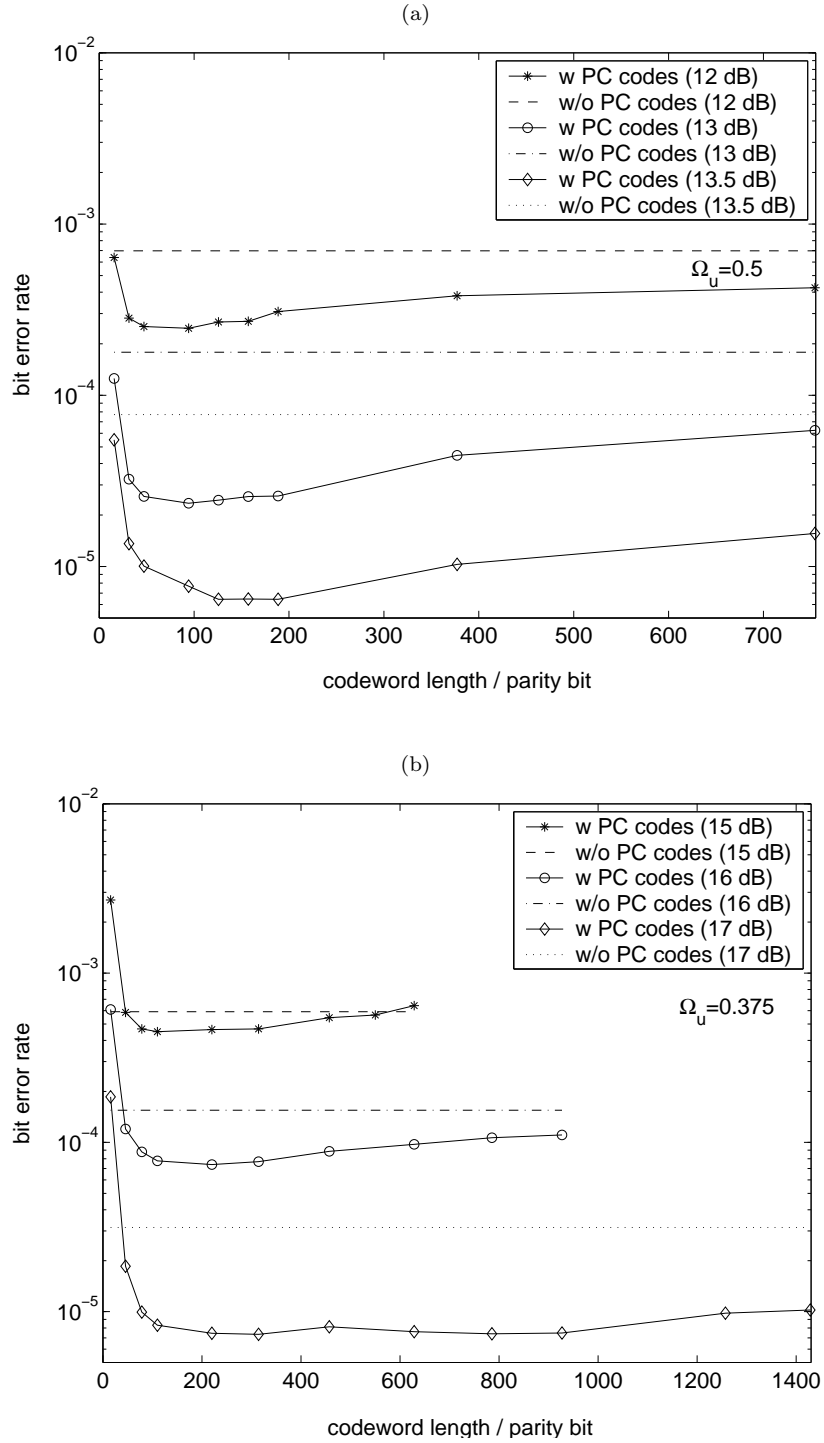 (a)
10^-2
10^-3
10^-4
10^-5
bit error rate
w PC codes (12 dB)
w/o PC codes (12 dB)
w PC codes (13 dB)
w/o PC codes (13 dB)
w PC codes (13.5 dB)
w/o PC codes (13.5 dB)
Ω_u=0.5
0 100 200 300 400 500 600 700
codeword length / parity bit
(b)
10^-2
10^-3
10^-4
10^-5
bit error rate
w PC codes (15 dB)
w/o PC codes (15 dB)
w PC codes (16 dB)
w/o PC codes (16 dB)
w PC codes (17 dB)
w/o PC codes (17 dB)
Ω_u=0.375
0 200 400 600 800 1000 1200 1400
codeword length / parity bit